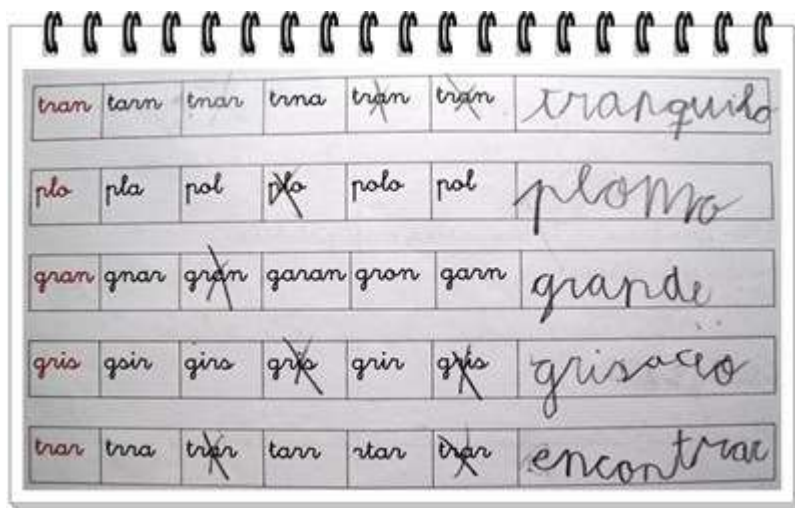 tran tarn tnar trna tran tran tranquilo
plo pla pol plo polo pol plomo
gran gnar gran garan gron garn grande
gris gsir girs gris grir gris grisaceo
trar trra trar tarr rtar trar encontrar